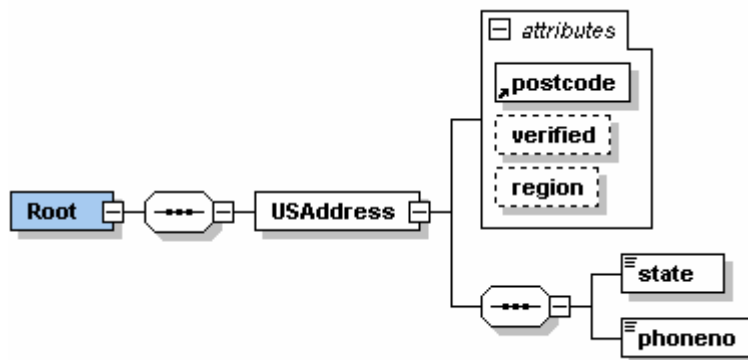 attributes
postcode
verified
region
Root
USAddress
state
phoneno